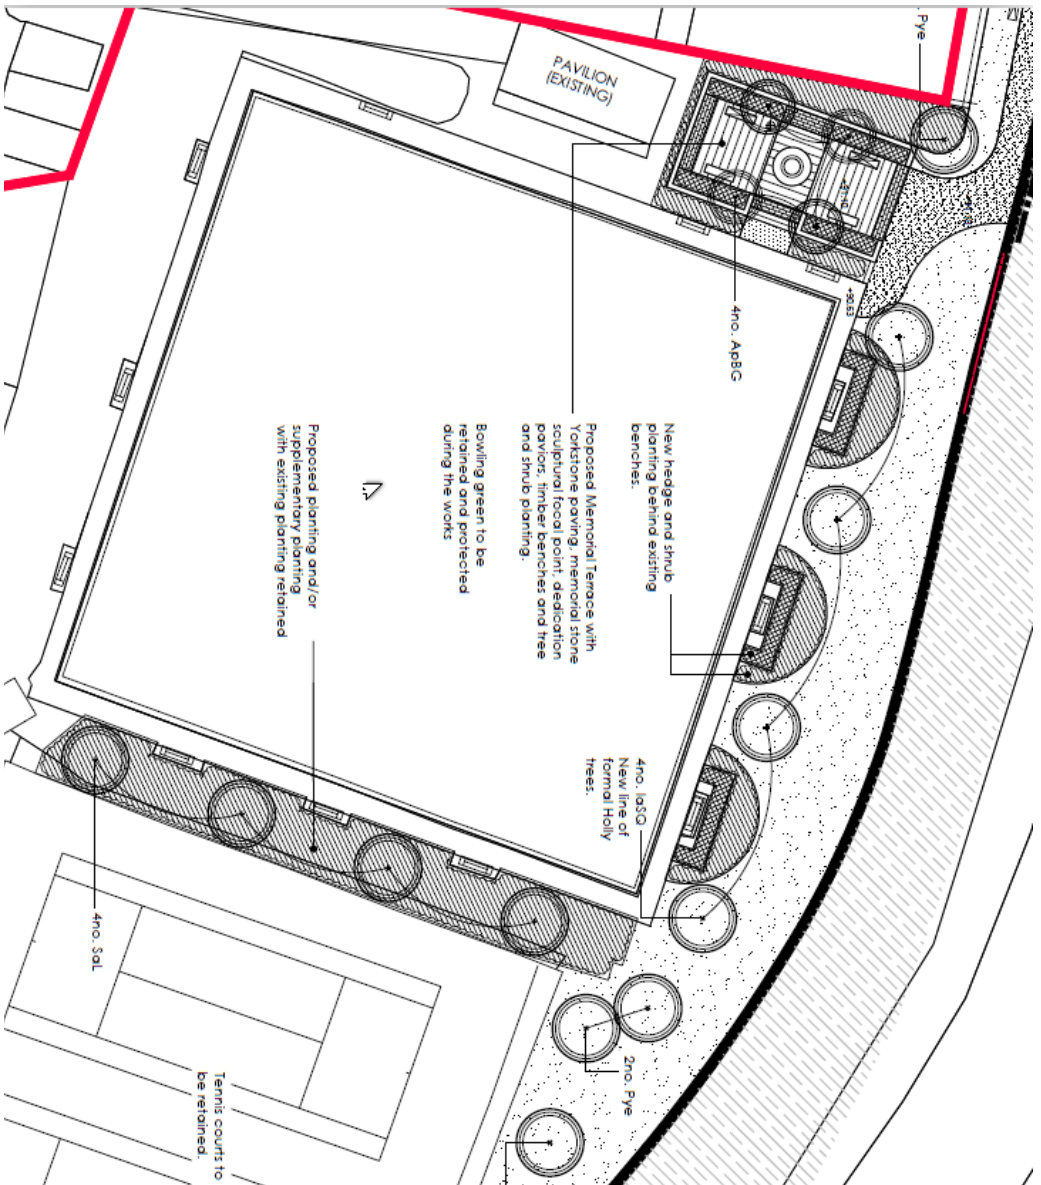 Pye
PAVILION
(EXISTING)
+90.63
4no. ApBG
New hedge and shrub
planting behind existing
benches.
Proposed Memorial Terrace with
Yorkstone paving, memorial stone
sculptural focal point, dedication
paviors, timber benches and tree
and shrub planting.
Bowling green to be
retained and protected
during the works
Proposed planting and/or
supplementary planting
with existing planting retained
4no. IaSQ
New line of
formal Holly
trees.
4no. SaL
2no. Pye
Tennis courts to
be retained.